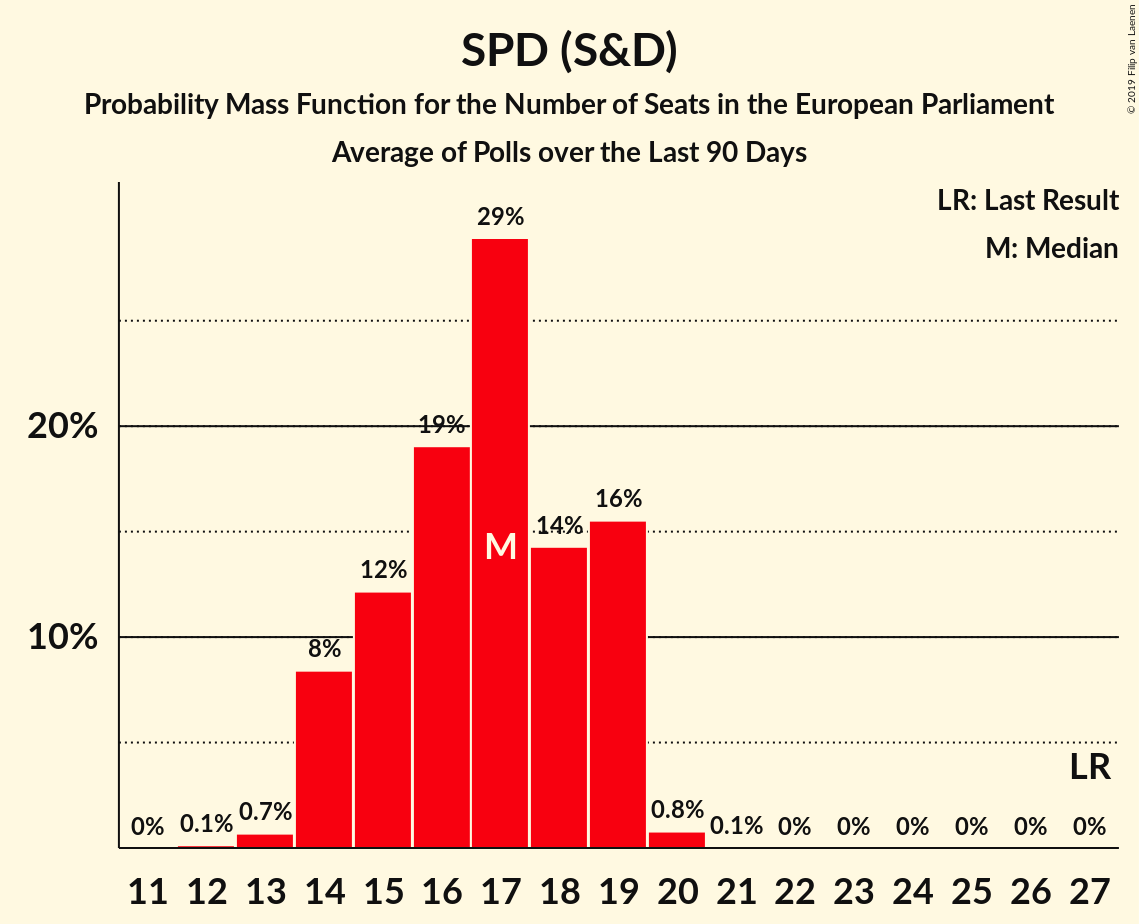 SPD (S&D)
Probability Mass Function for the Number of Seats in the European Parliament
Average of Polls over the Last 90 Days
© 2019 Filip van Laenen
LR: Last Result
M: Median
29%
20%
19%
16%
14%
M
12%
10%
8%
LR
0% 0.1% 0.7% 0.8% 0.1% 0% 0% 0% 0% 0% 0%
11 12 13 14 15 16 17 18 19 20 21 22 23 24 25 26 27